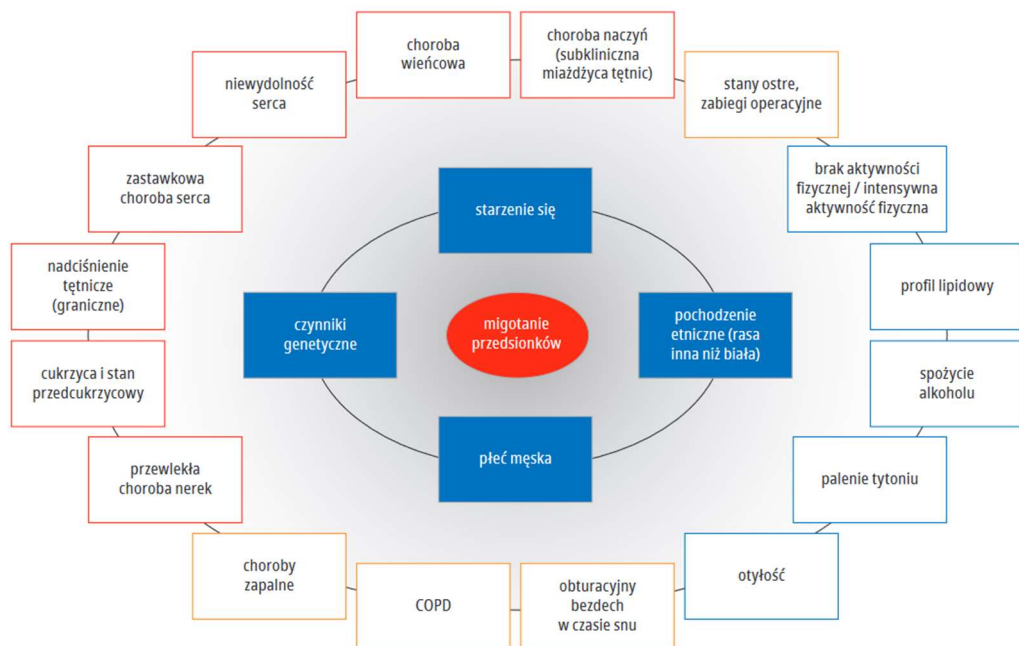 choroba
wieńcowa
choroba naczyń
(subkliniczna
miażdżyca tętnic)
niewydolność
serca
stany ostre,
zabiegi operacyjne
zastawkowa
choroba serca
starzenie się
brak aktywności
fizycznej / intensywna
aktywność fizyczna
nadciśnienie
tętnicze
(graniczne)
czynniki
genetyczne
migotanie
przedsionków
pochodzenie
etniczne (rasa
inna niż biała)
profil lipidowy
cukrzyca i stan
przedcukrzycowy
spożycie
alkoholu
przewlekła
choroba nerek
płeć męska
palenie tytoniu
choroby
zapalne
COPD
obturacyjny
bezdech
w czasie snu
otyłość